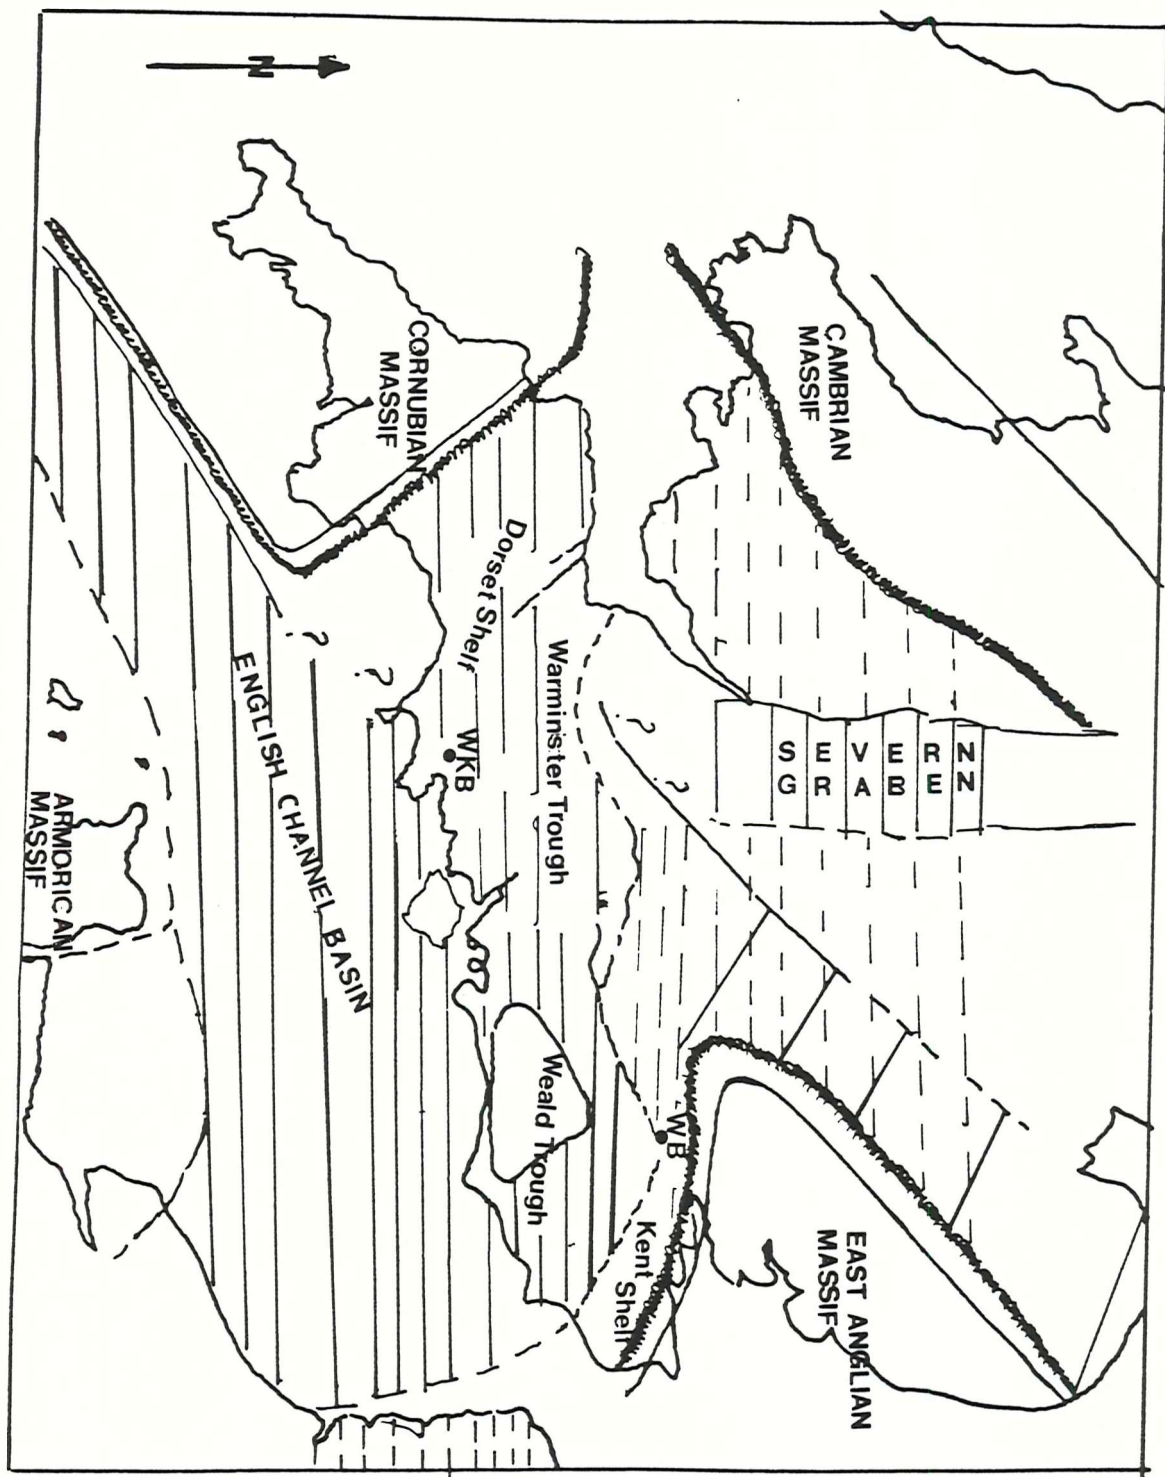 N
SEVERN
GRABEN
EAST ANGLIAN
MASSIF
CAMBRIAN
MASSIF
WB
?
?
Kent Shelf
Warminster Trough
Weald Trough
Dorset Shelf
WKB
CORNUBIAN
MASSIF
?
?
ENGLISH CHANNEL BASIN
ARMORICAN
MASSIF